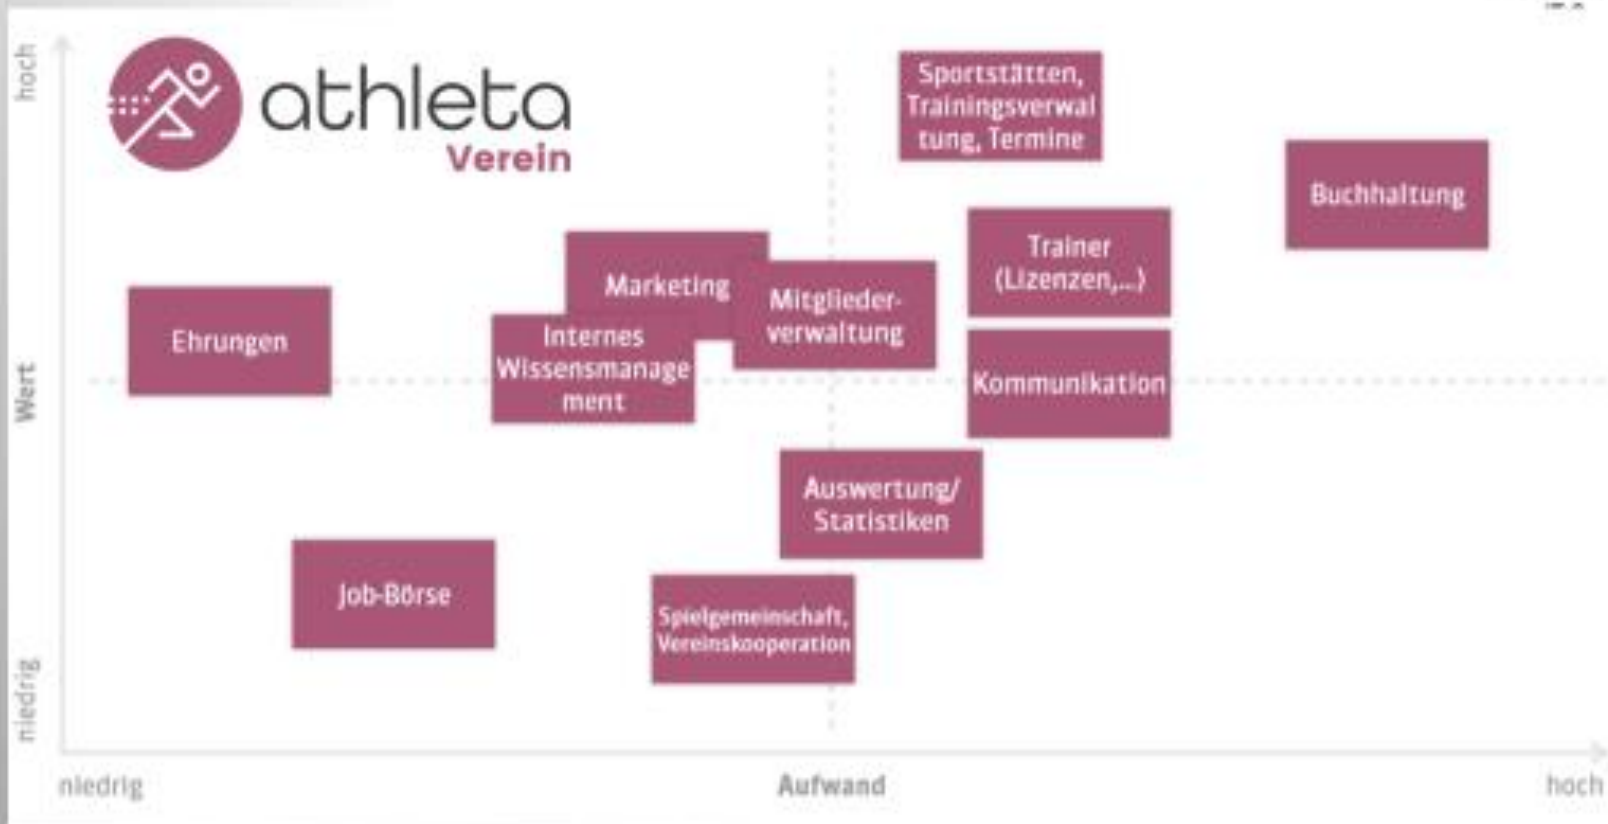 hoch
athleta
Verein
Sportstätten,
Trainingsverwal
tung, Termine
Buchhaltung
Trainer
(Lizenzen,...)
Marketing
Mitglieder-
verwaltung
Ehrungen
Internes
Wissensmanage
ment
Wert
Kommunikation
Auswertung/
Statistiken
Job-Börse
Spielgemeinschaft,
Vereinskooperation
niedrig
niedrig
Aufwand
hoch